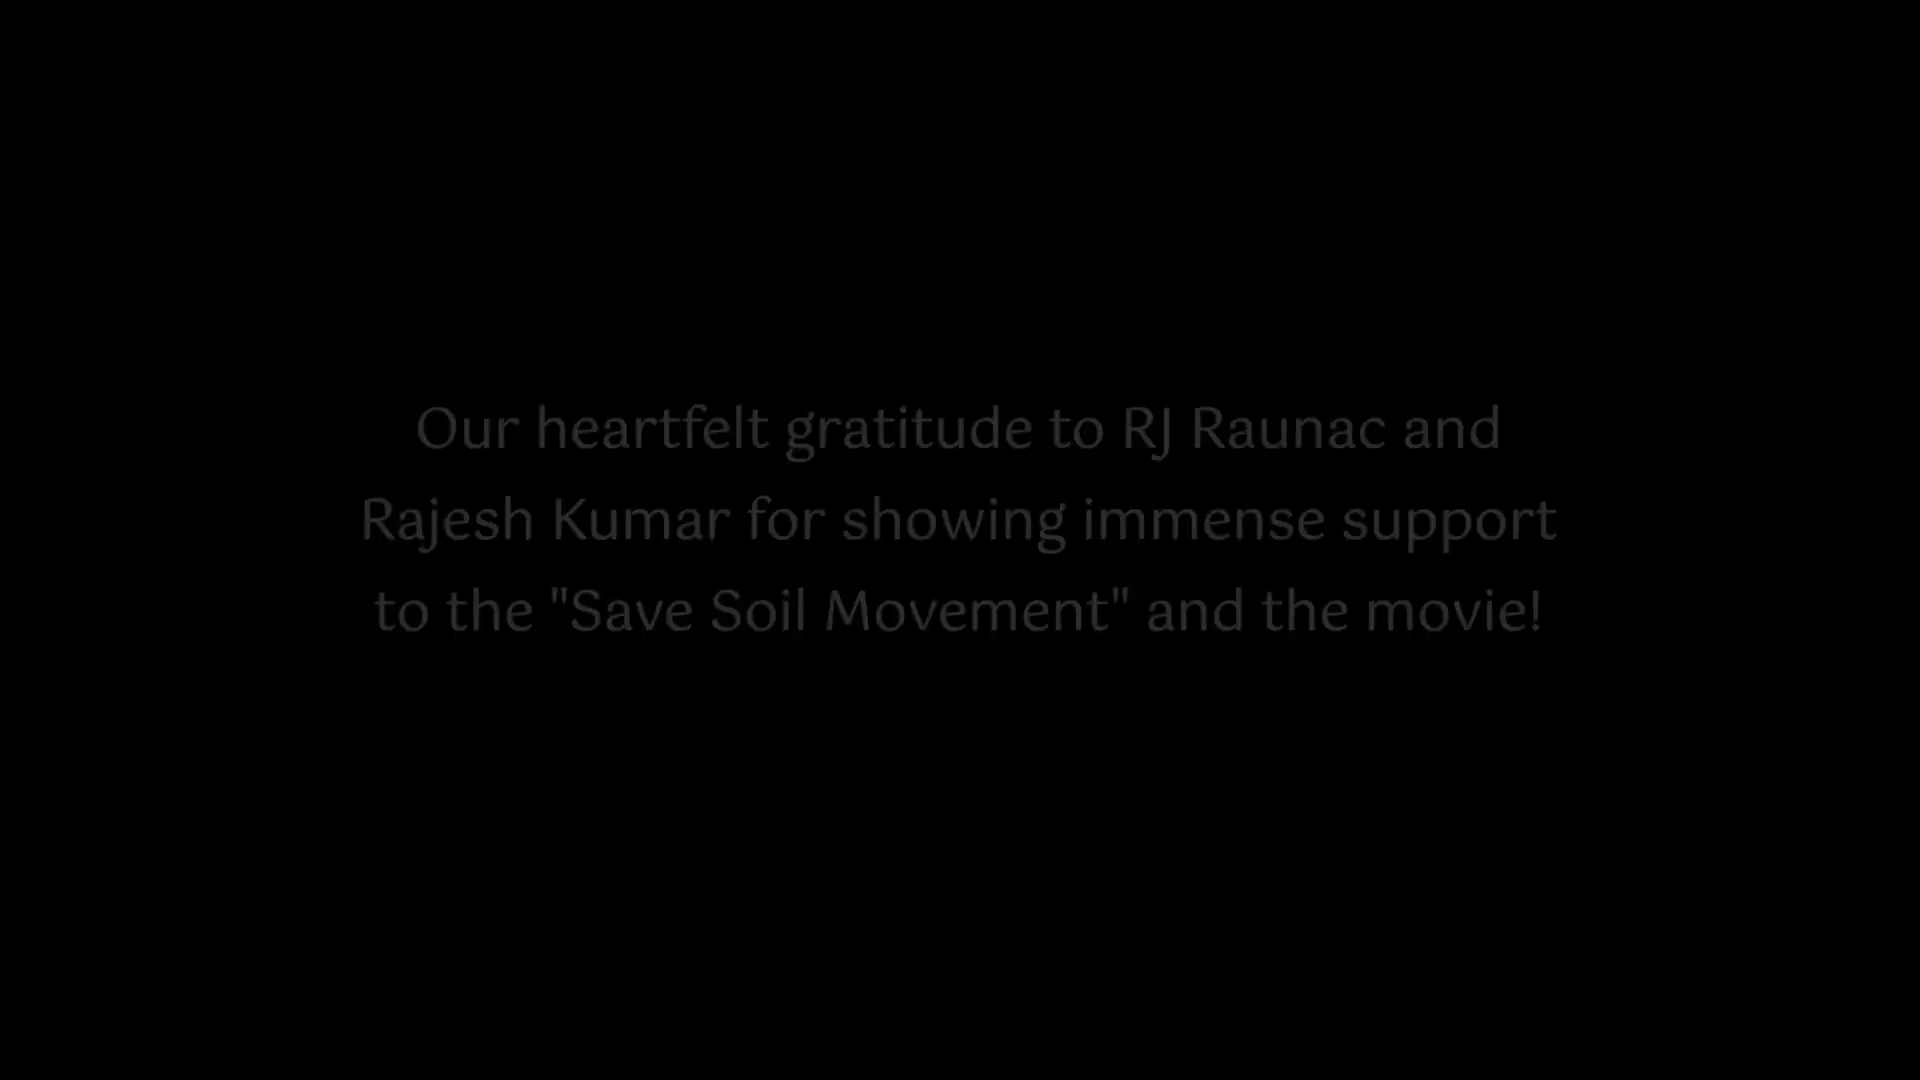 Our heartfelt gratitude to RJ Raunac and
Rajesh Kumar for showing immense support
to the "Save Soil Movement" and the movie!